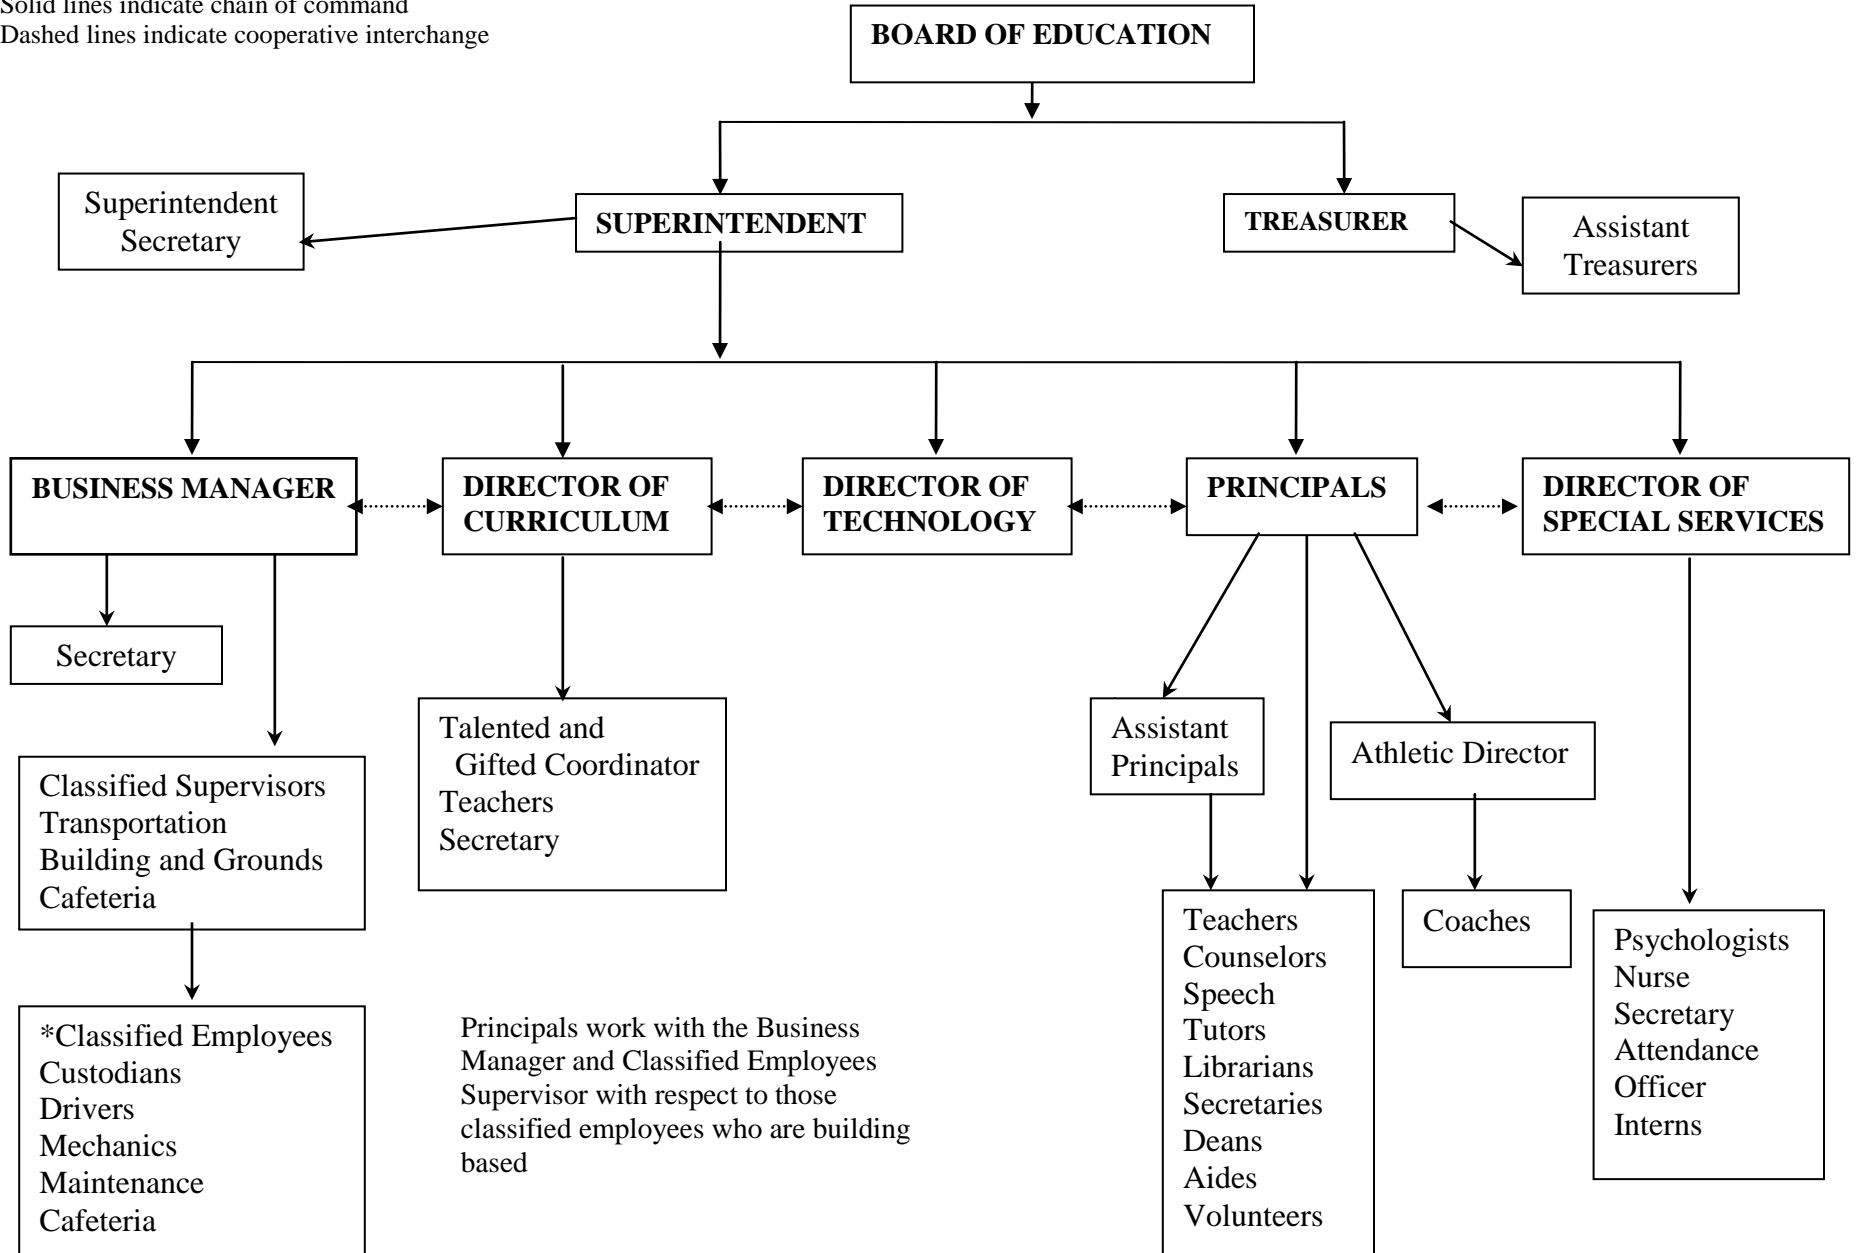 Solid lines indicate chain of command
Dashed lines indicate cooperative interchange
BOARD OF EDUCATION
Superintendent
Secretary
SUPERINTENDENT
TREASURER
Assistant
Treasurers
BUSINESS MANAGER
DIRECTOR OF
CURRICULUM
DIRECTOR OF
TECHNOLOGY
PRINCIPALS
DIRECTOR OF
SPECIAL SERVICES
Secretary
Classified Supervisors
Transportation
Building and Grounds
Cafeteria
*Classified Employees
Custodians
Drivers
Mechanics
Maintenance
Cafeteria
Talented and
Gifted Coordinator
Teachers
Secretary
Principals work with the Business
Manager and Classified Employees
Supervisor with respect to those
classified employees who are building
based
Assistant
Principals
Athletic Director
Teachers
Counselors
Speech
Tutors
Librarians
Secretaries
Deans
Aides
Volunteers
Coaches
Psychologists
Nurse
Secretary
Attendance
Officer
Interns